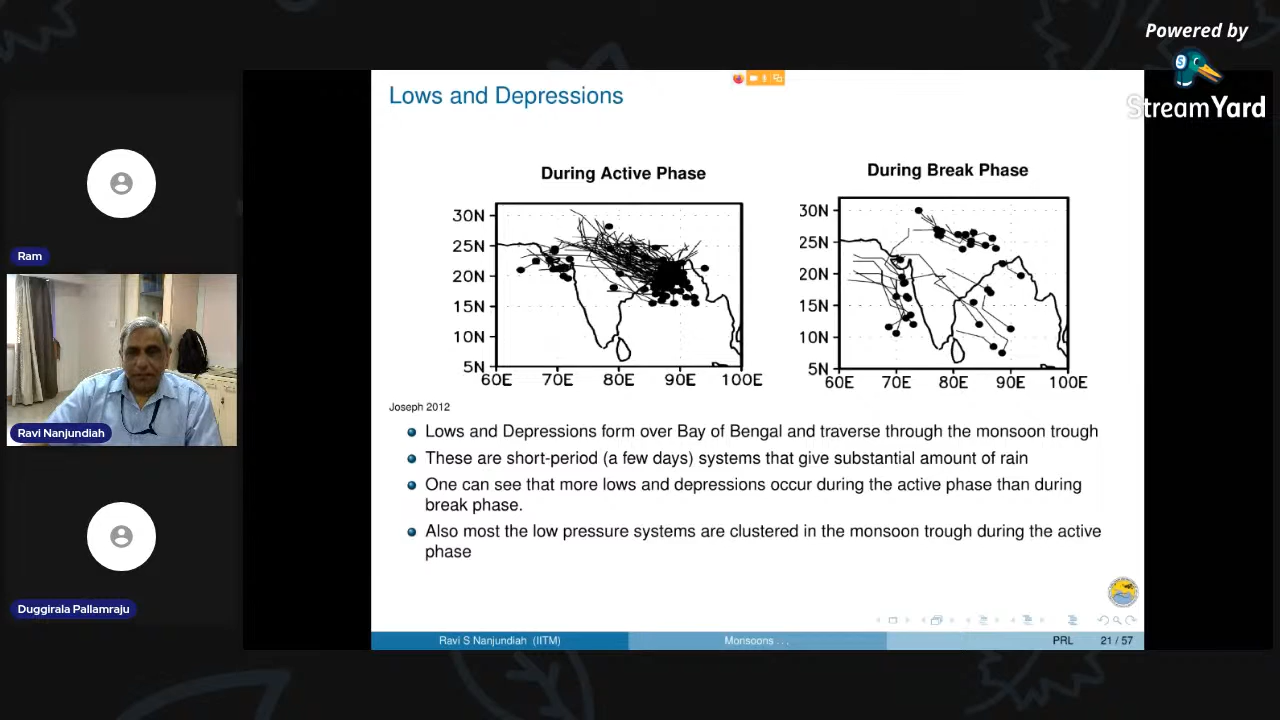 Powered by
StreamYard
Ram
Ravi Nanjundiah
Duggirala Pallamraju
Lows and Depressions
During Active Phase
30N
25N
20N
15N
10N
5N
60E 70E 80E 90E 100E
During Break Phase
30N
25N
20N
15N
10N
5N
60E 70E 80E 90E 100E
Joseph 2012
Lows and Depressions form over Bay of Bengal and traverse through the monsoon trough
These are short-period (a few days) systems that give substantial amount of rain
One can see that more lows and depressions occur during the active phase than during
break phase.
Also most the low pressure systems are clustered in the monsoon trough during the active
phase
Ravi S Nanjundiah (IITM) Monsoons ... PRL 21 / 57